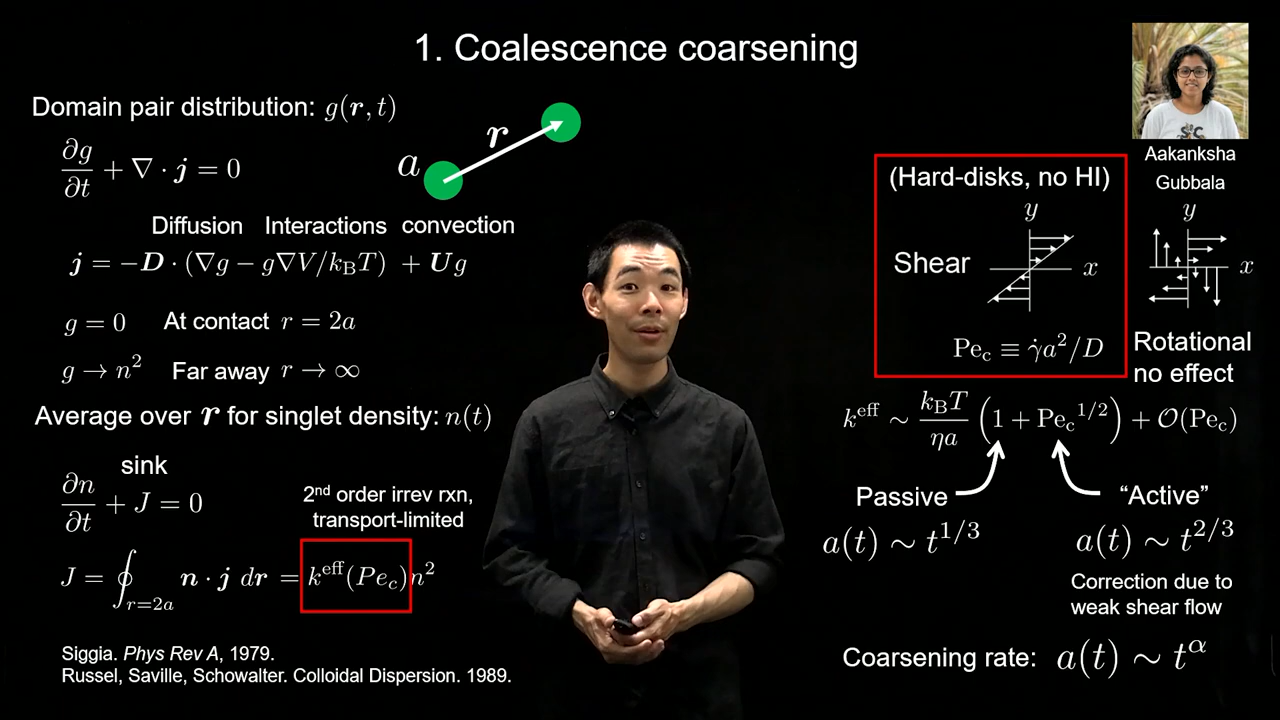 1. Coalescence coarsening
Domain pair distribution: g(r, t)
∂g/∂t + ∇ · j = 0
a
r
Diffusion Interactions convection
j = −D · (∇g − g∇V/k_BT) + Ug
g = 0 At contact r = 2a
g → n² Far away r → ∞
Average over r for singlet density: n(t)
sink
∂n/∂t + J = 0
2nd order irrev rxn,
transport-limited
J = ∮_{r=2a} n · j dr = k^eff(Pe_c)n²
Siggia. Phys Rev A, 1979.
Russel, Saville, Schowalter. Colloidal Dispersion. 1989.
Aakanksha
Gubbala
(Hard-disks, no HI)
y
Shear
x
Pe_c ≡ γ̇a²/D
y
x
Rotational
no effect
k^eff ∼ k_BT/ηa (1 + Pe_c^{1/2}) + O(Pe_c)
Passive
“Active”
a(t) ∼ t^{1/3}
a(t) ∼ t^{2/3}
Correction due to
weak shear flow
Coarsening rate: a(t) ∼ t^α